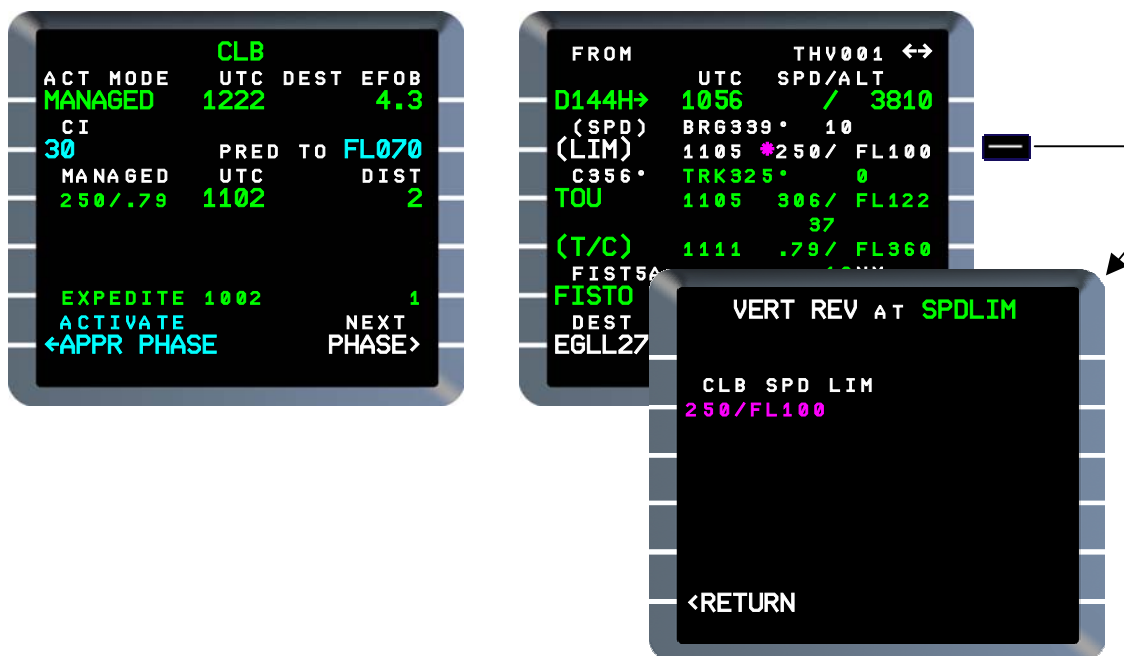 CLB
ACT MODE UTC DEST EFOB
MANAGED 1222 4.3
CI
30 PRED TO FL070
MANAGED UTC DIST
250/.79 1102 2
EXPEDITE 1002 1
ACTIVATE NEXT
←APPR PHASE PHASE>
FROM THV001 ←→
UTC SPD/ALT
D144H→ 1056 / 3810
(SPD) BRG339° 10
(LIM) 1105 *250/ FL100
C356° TRK325° 0
TOU 1105 306/ FL122
37
(T/C) 1111 .79/ FL360
FIST5A
FISTO
DEST
EGLL27
VERT REV AT SPDLIM
CLB SPD LIM
250/FL100
<RETURN